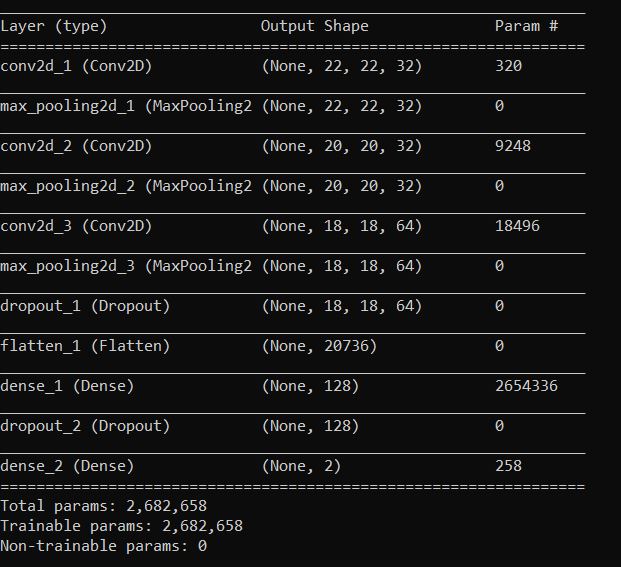 Layer (type) Output Shape Param #
=================================================================
conv2d_1 (Conv2D) (None, 22, 22, 32) 320
max_pooling2d_1 (MaxPooling2 (None, 22, 22, 32) 0
conv2d_2 (Conv2D) (None, 20, 20, 32) 9248
max_pooling2d_2 (MaxPooling2 (None, 20, 20, 32) 0
conv2d_3 (Conv2D) (None, 18, 18, 64) 18496
max_pooling2d_3 (MaxPooling2 (None, 18, 18, 64) 0
dropout_1 (Dropout) (None, 18, 18, 64) 0
flatten_1 (Flatten) (None, 20736) 0
dense_1 (Dense) (None, 128) 2654336
dropout_2 (Dropout) (None, 128) 0
dense_2 (Dense) (None, 2) 258
=================================================================
Total params: 2,682,658
Trainable params: 2,682,658
Non-trainable params: 0